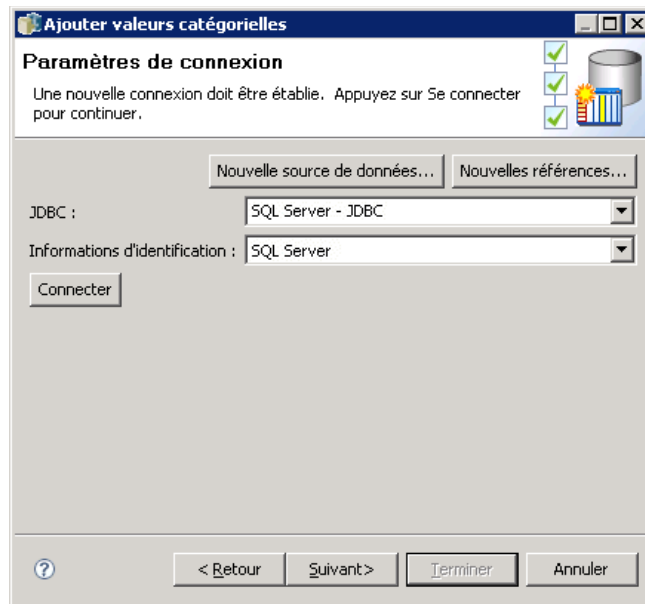 Ajouter valeurs catégorielles
Paramètres de connexion
Une nouvelle connexion doit être établie. Appuyez sur Se connecter
pour continuer.
Nouvelle source de données... Nouvelles références...
JDBC : SQL Server - JDBC
Informations d'identification : SQL Server
Connecter
? < Retour Suivant> Terminer Annuler